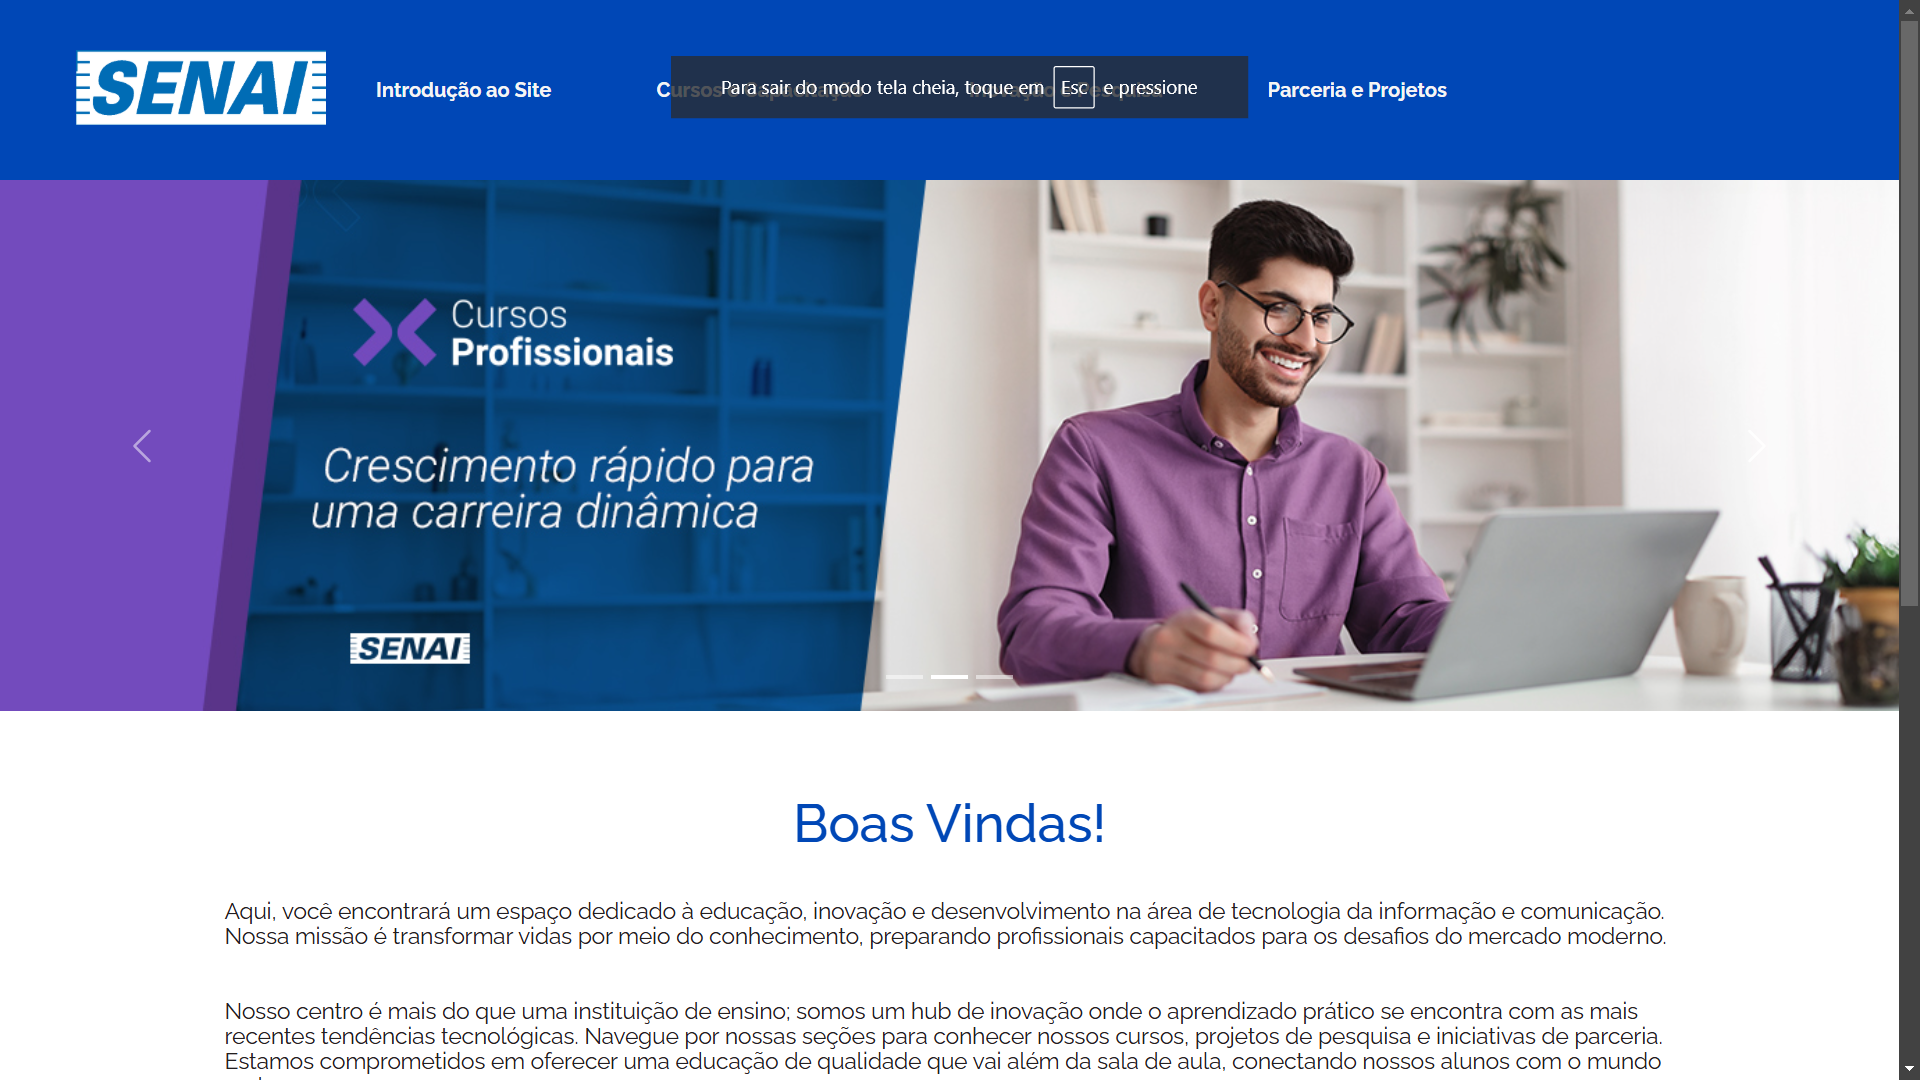 SENAI
Introdução ao Site
Cursos e Capacitação
Inovação e Pesquisa
Parceria e Projetos
Para sair do modo tela cheia, toque em Esc e pressione
Cursos
Profissionais
Crescimento rápido para
uma carreira dinâmica
SENAI
Boas Vindas!
Aqui, você encontrará um espaço dedicado à educação, inovação e desenvolvimento na área de tecnologia da informação e comunicação.
Nossa missão é transformar vidas por meio do conhecimento, preparando profissionais capacitados para os desafios do mercado moderno.
Nosso centro é mais do que uma instituição de ensino; somos um hub de inovação onde o aprendizado prático se encontra com as mais
recentes tendências tecnológicas. Navegue por nossas seções para conhecer nossos cursos, projetos de pesquisa e iniciativas de parceria.
Estamos comprometidos em oferecer uma educação de qualidade que vai além da sala de aula, conectando nossos alunos com o mundo